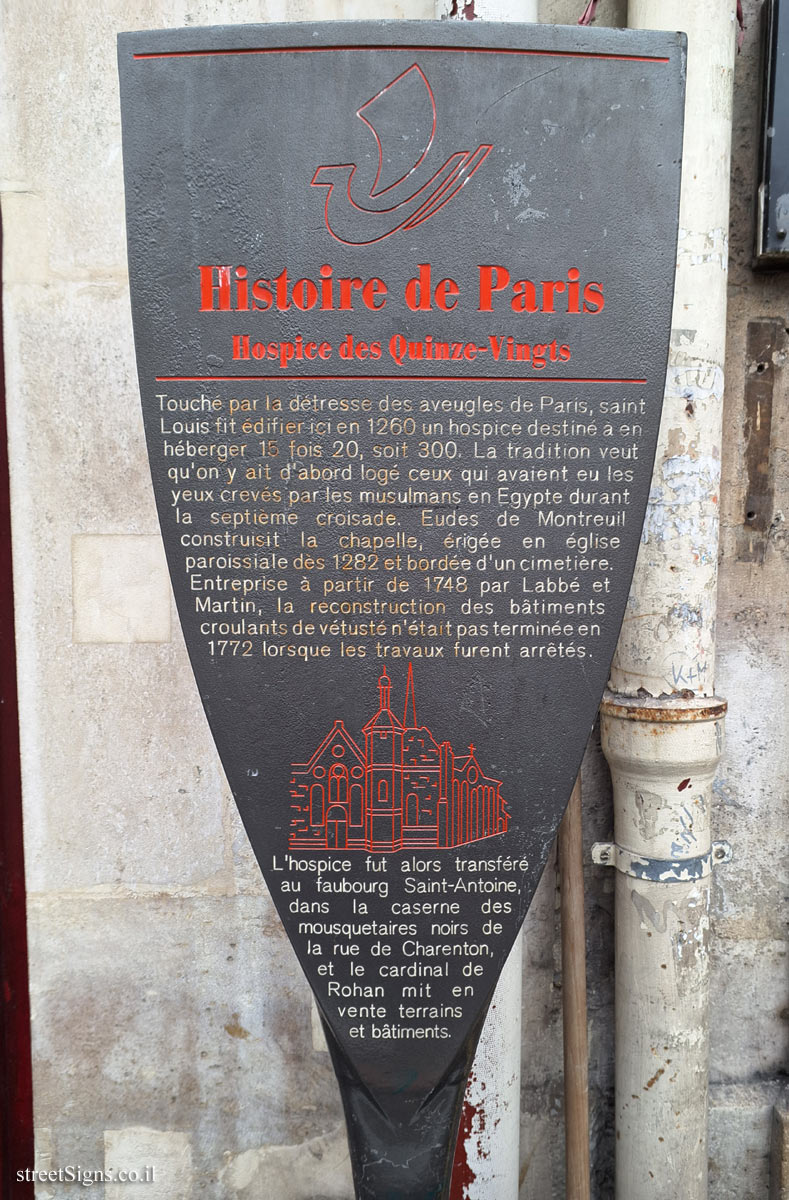 Histoire de Paris
Hospice des Quinze-Vingts
Touché par la détresse des aveugles de Paris, saint
Louis fit édifier ici en 1260 un hospice destiné à en
héberger 15 fois 20, soit 300. La tradition veut
qu'on y ait d'abord logé ceux qui avaient eu les
yeux crevés par les musulmans en Egypte durant
la septième croisade. Eudes de Montreuil
construisit la chapelle, érigée en église
paroissiale dès 1282 et bordée d'un cimetière.
Entreprise à partir de 1748 par Labbé et
Martin, la reconstruction des bâtiments
croulants de vétusté n'était pas terminée en
1772 lorsque les travaux furent arrêtés.
L'hospice fut alors transféré
au faubourg Saint-Antoine,
dans la caserne des
mousquetaires noirs de
la rue de Charenton,
et le cardinal de
Rohan mit en
vente terrains
et bâtiments.
streetSigns.co.il